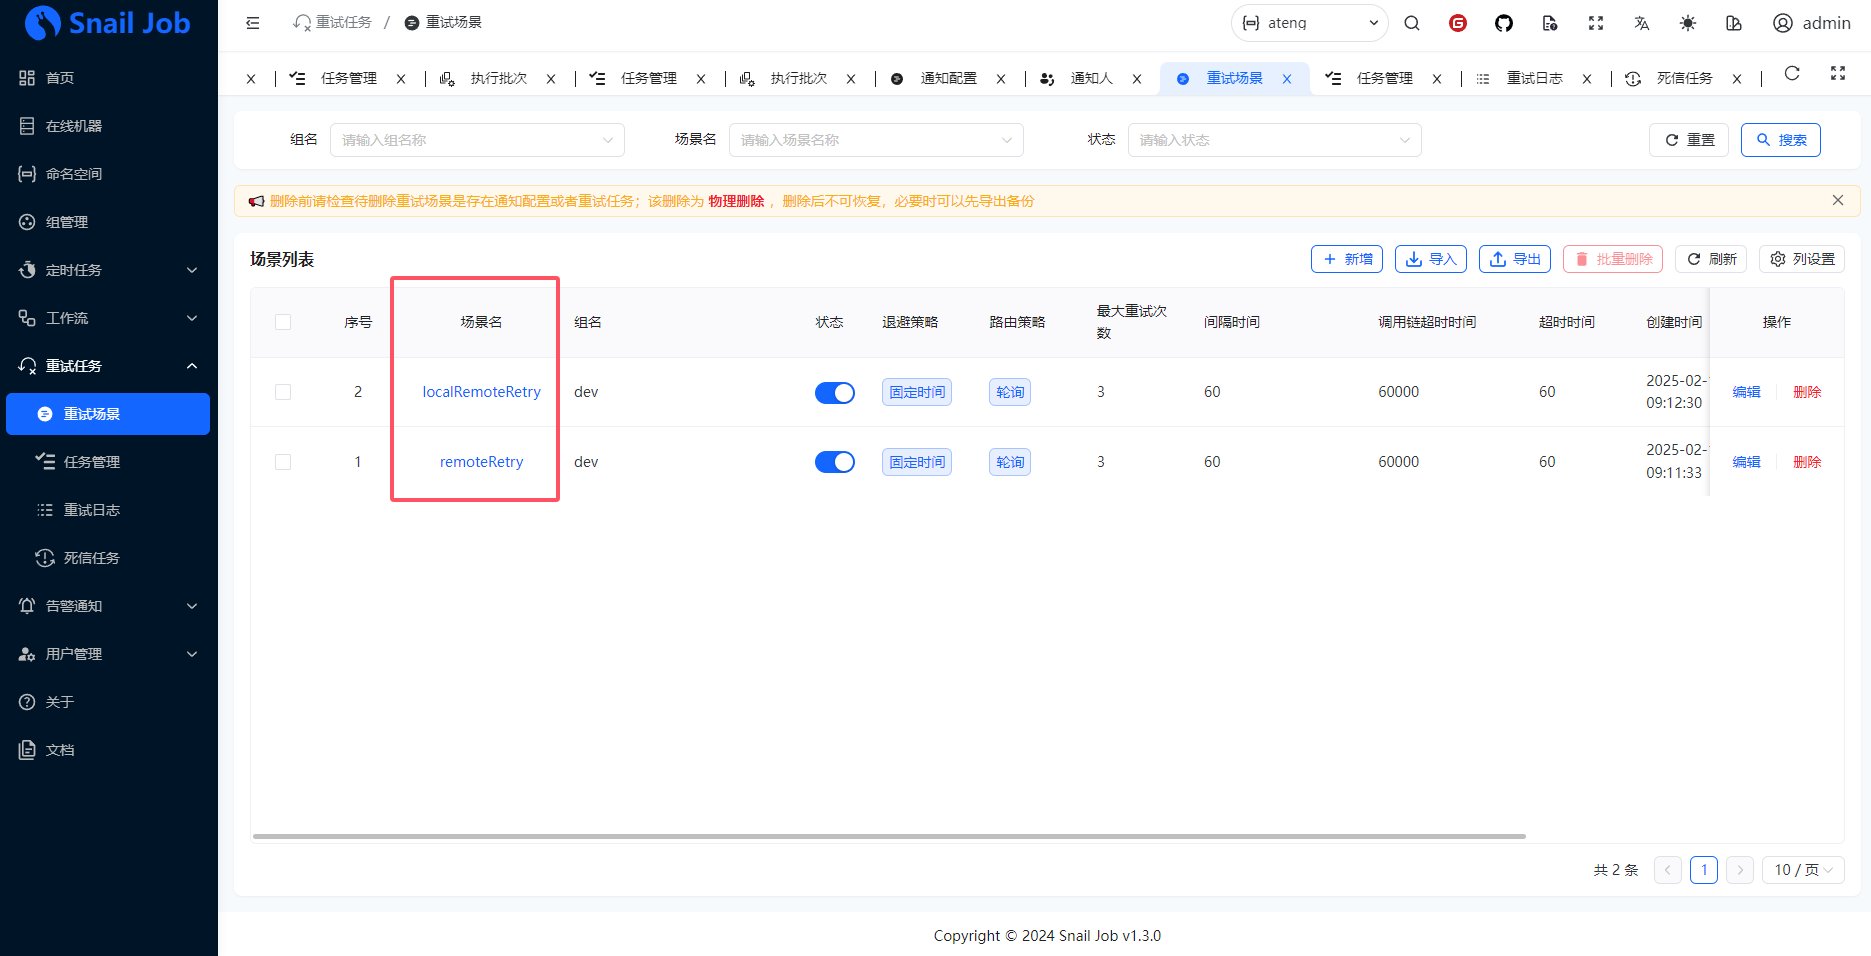 Snail Job
重试任务 / 重试场景
ateng
admin
任务管理
执行批次
任务管理
执行批次
通知配置
通知人
重试场景
任务管理
重试日志
死信任务
首页
在线机器
命名空间
组管理
定时任务
工作流
重试任务
重试场景
任务管理
重试日志
死信任务
告警通知
用户管理
关于
文档
组名 请输入组名称
场景名 请输入场景名称
状态 请输入状态
重置
搜索
删除前请检查待删除重试场景是存在通知配置或者重试任务；该删除为 物理删除 ，删除后不可恢复，必要时可以先导出备份
场景列表
新增
导入
导出
批量删除
刷新
列设置
序号 场景名 组名 状态 退避策略 路由策略 最大重试次数 间隔时间 调用链超时时间 超时时间 创建时间 操作
2 localRemoteRetry dev 固定时间 轮询 3 60 60000 60 2025-02- 09:12:30 编辑 删除
1 remoteRetry dev 固定时间 轮询 3 60 60000 60 2025-02- 09:11:33 编辑 删除
共 2 条 1 10 / 页
Copyright © 2024 Snail Job v1.3.0